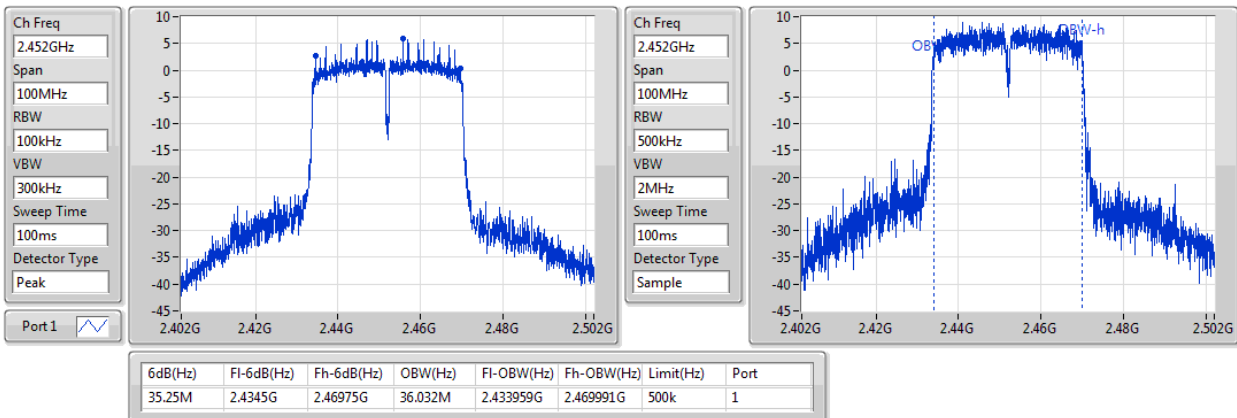 Ch Freq
2.452GHz
Span
100MHz
RBW
100kHz
VBW
300kHz
Sweep Time
100ms
Detector Type
Peak
Port 1
10
5
0
-5
-10
-15
-20
-25
-30
-35
-40
-45
2.402G 2.42G 2.44G 2.46G 2.48G 2.502G
Ch Freq
2.452GHz
Span
100MHz
RBW
500kHz
VBW
2MHz
Sweep Time
100ms
Detector Type
Sample
10
5
0
-5
-10
-15
-20
-25
-30
-35
-40
-45
OBW-h
2.402G 2.42G 2.44G 2.46G 2.48G 2.502G
6dB(Hz) Fl-6dB(Hz) Fh-6dB(Hz) OBW(Hz) Fl-OBW(Hz) Fh-OBW(Hz) Limit(Hz) Port
35.25M 2.4345G 2.46975G 36.032M 2.433959G 2.469991G 500k 1